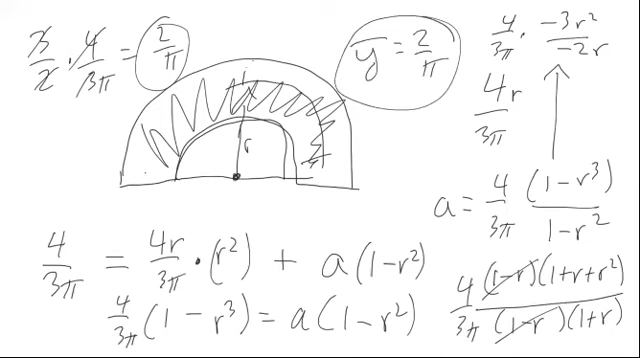 3/2 · 4/3π = 2/π
y̅ = 2/π
4/3π · -3r²/-2r
4r/3π
r
a = 4/3π (1-r³)/1-r²
4/3π = 4r/3π · (r²) + a(1-r²)
4/3π (1-r³) = a(1-r²)
4/3π (1-r)(1+r+r²)/(1-r)(1+r)